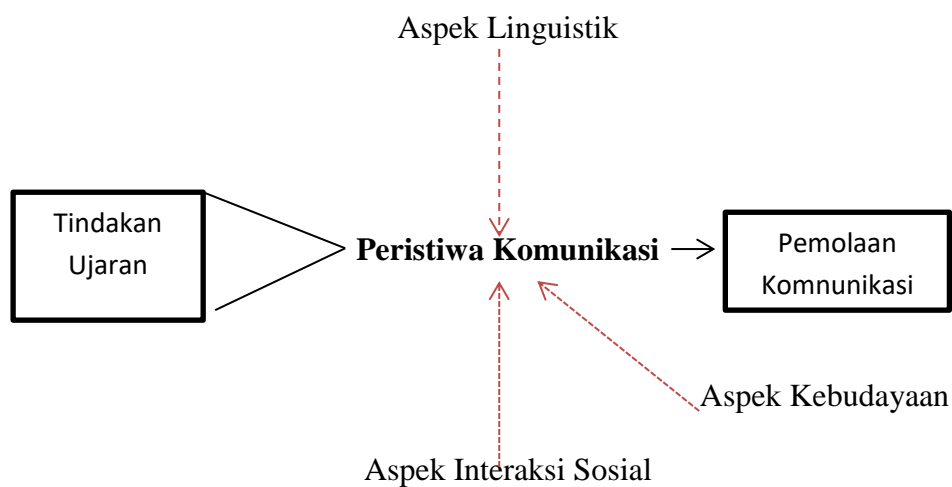 Aspek Linguistik
Tindakan
Ujaran
Peristiwa Komunikasi
Pemolaan
Komnunikasi
Aspek Kebudayaan
Aspek Interaksi Sosial